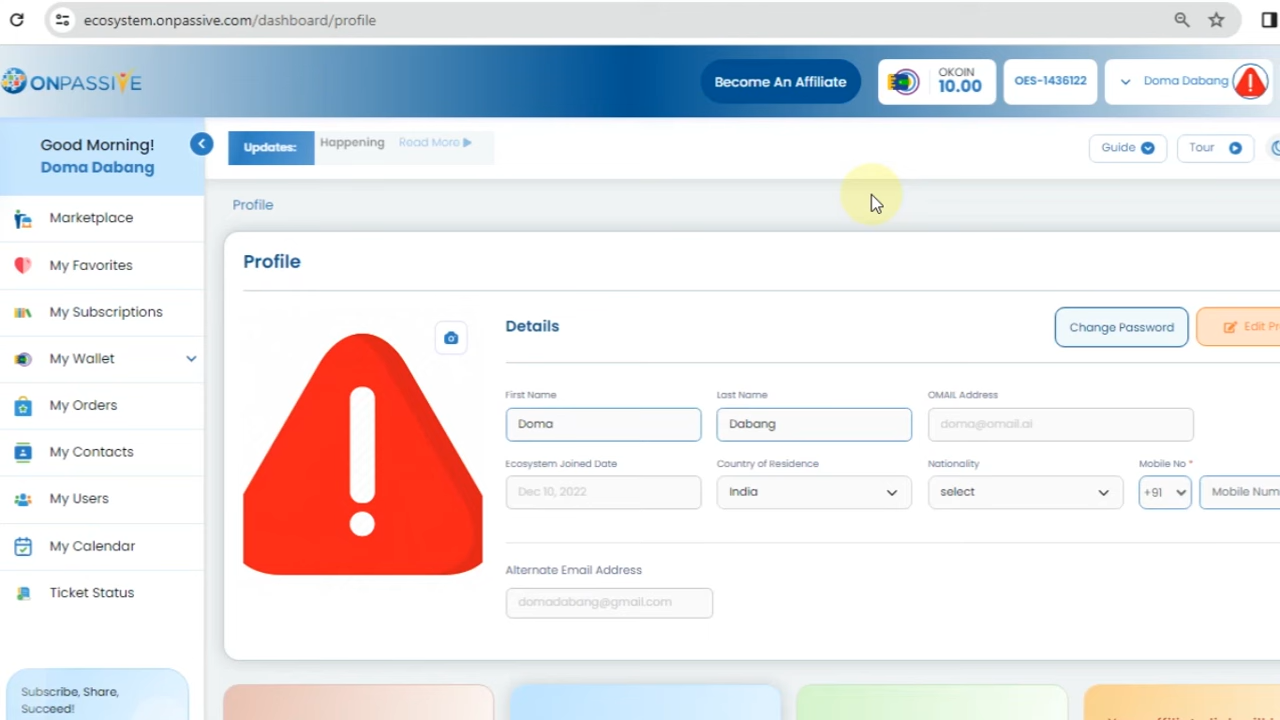 ecosystem.onpassive.com/dashboard/profile
ONPASSIVE
Become An Affiliate
OKOIN
10.00
OES-1436122
Doma Dabang
Good Morning!
Doma Dabang
Updates:
Happening
Read More
Guide
Tour
Marketplace
My Favorites
My Subscriptions
My Wallet
My Orders
My Contacts
My Users
My Calendar
Ticket Status
Subscribe, Share,
Succeed!
Profile
Profile
Details
Change Password
Edit Pr
First Name
Last Name
OMAIL Address
Doma
Dabang
doma@omail.ai
Ecosystem Joined Date
Country of Residence
Nationality
Mobile No *
Dec 10, 2022
India
select
+91
Mobile Num
Alternate Email Address
domadabang@gmail.com